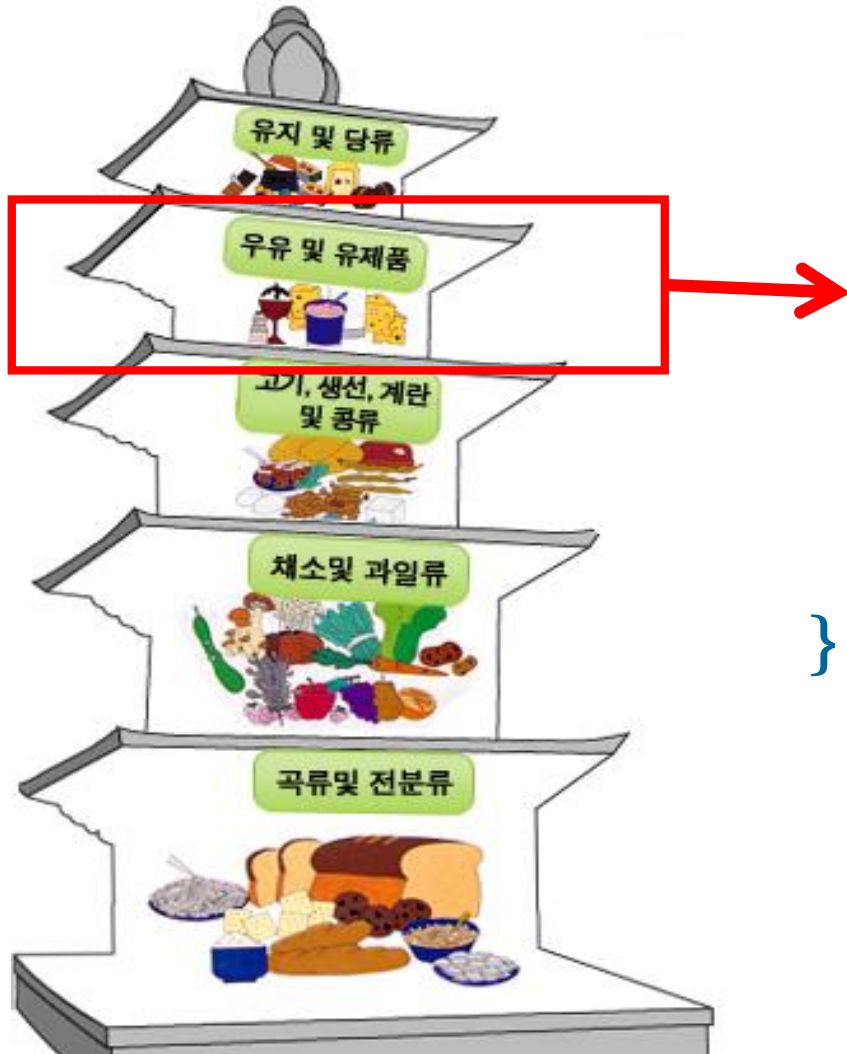 유지 및 당류
우유 및 유제품
고기, 생선, 계란
및 콩류
채소및 과일류
}
곡류및 전분류